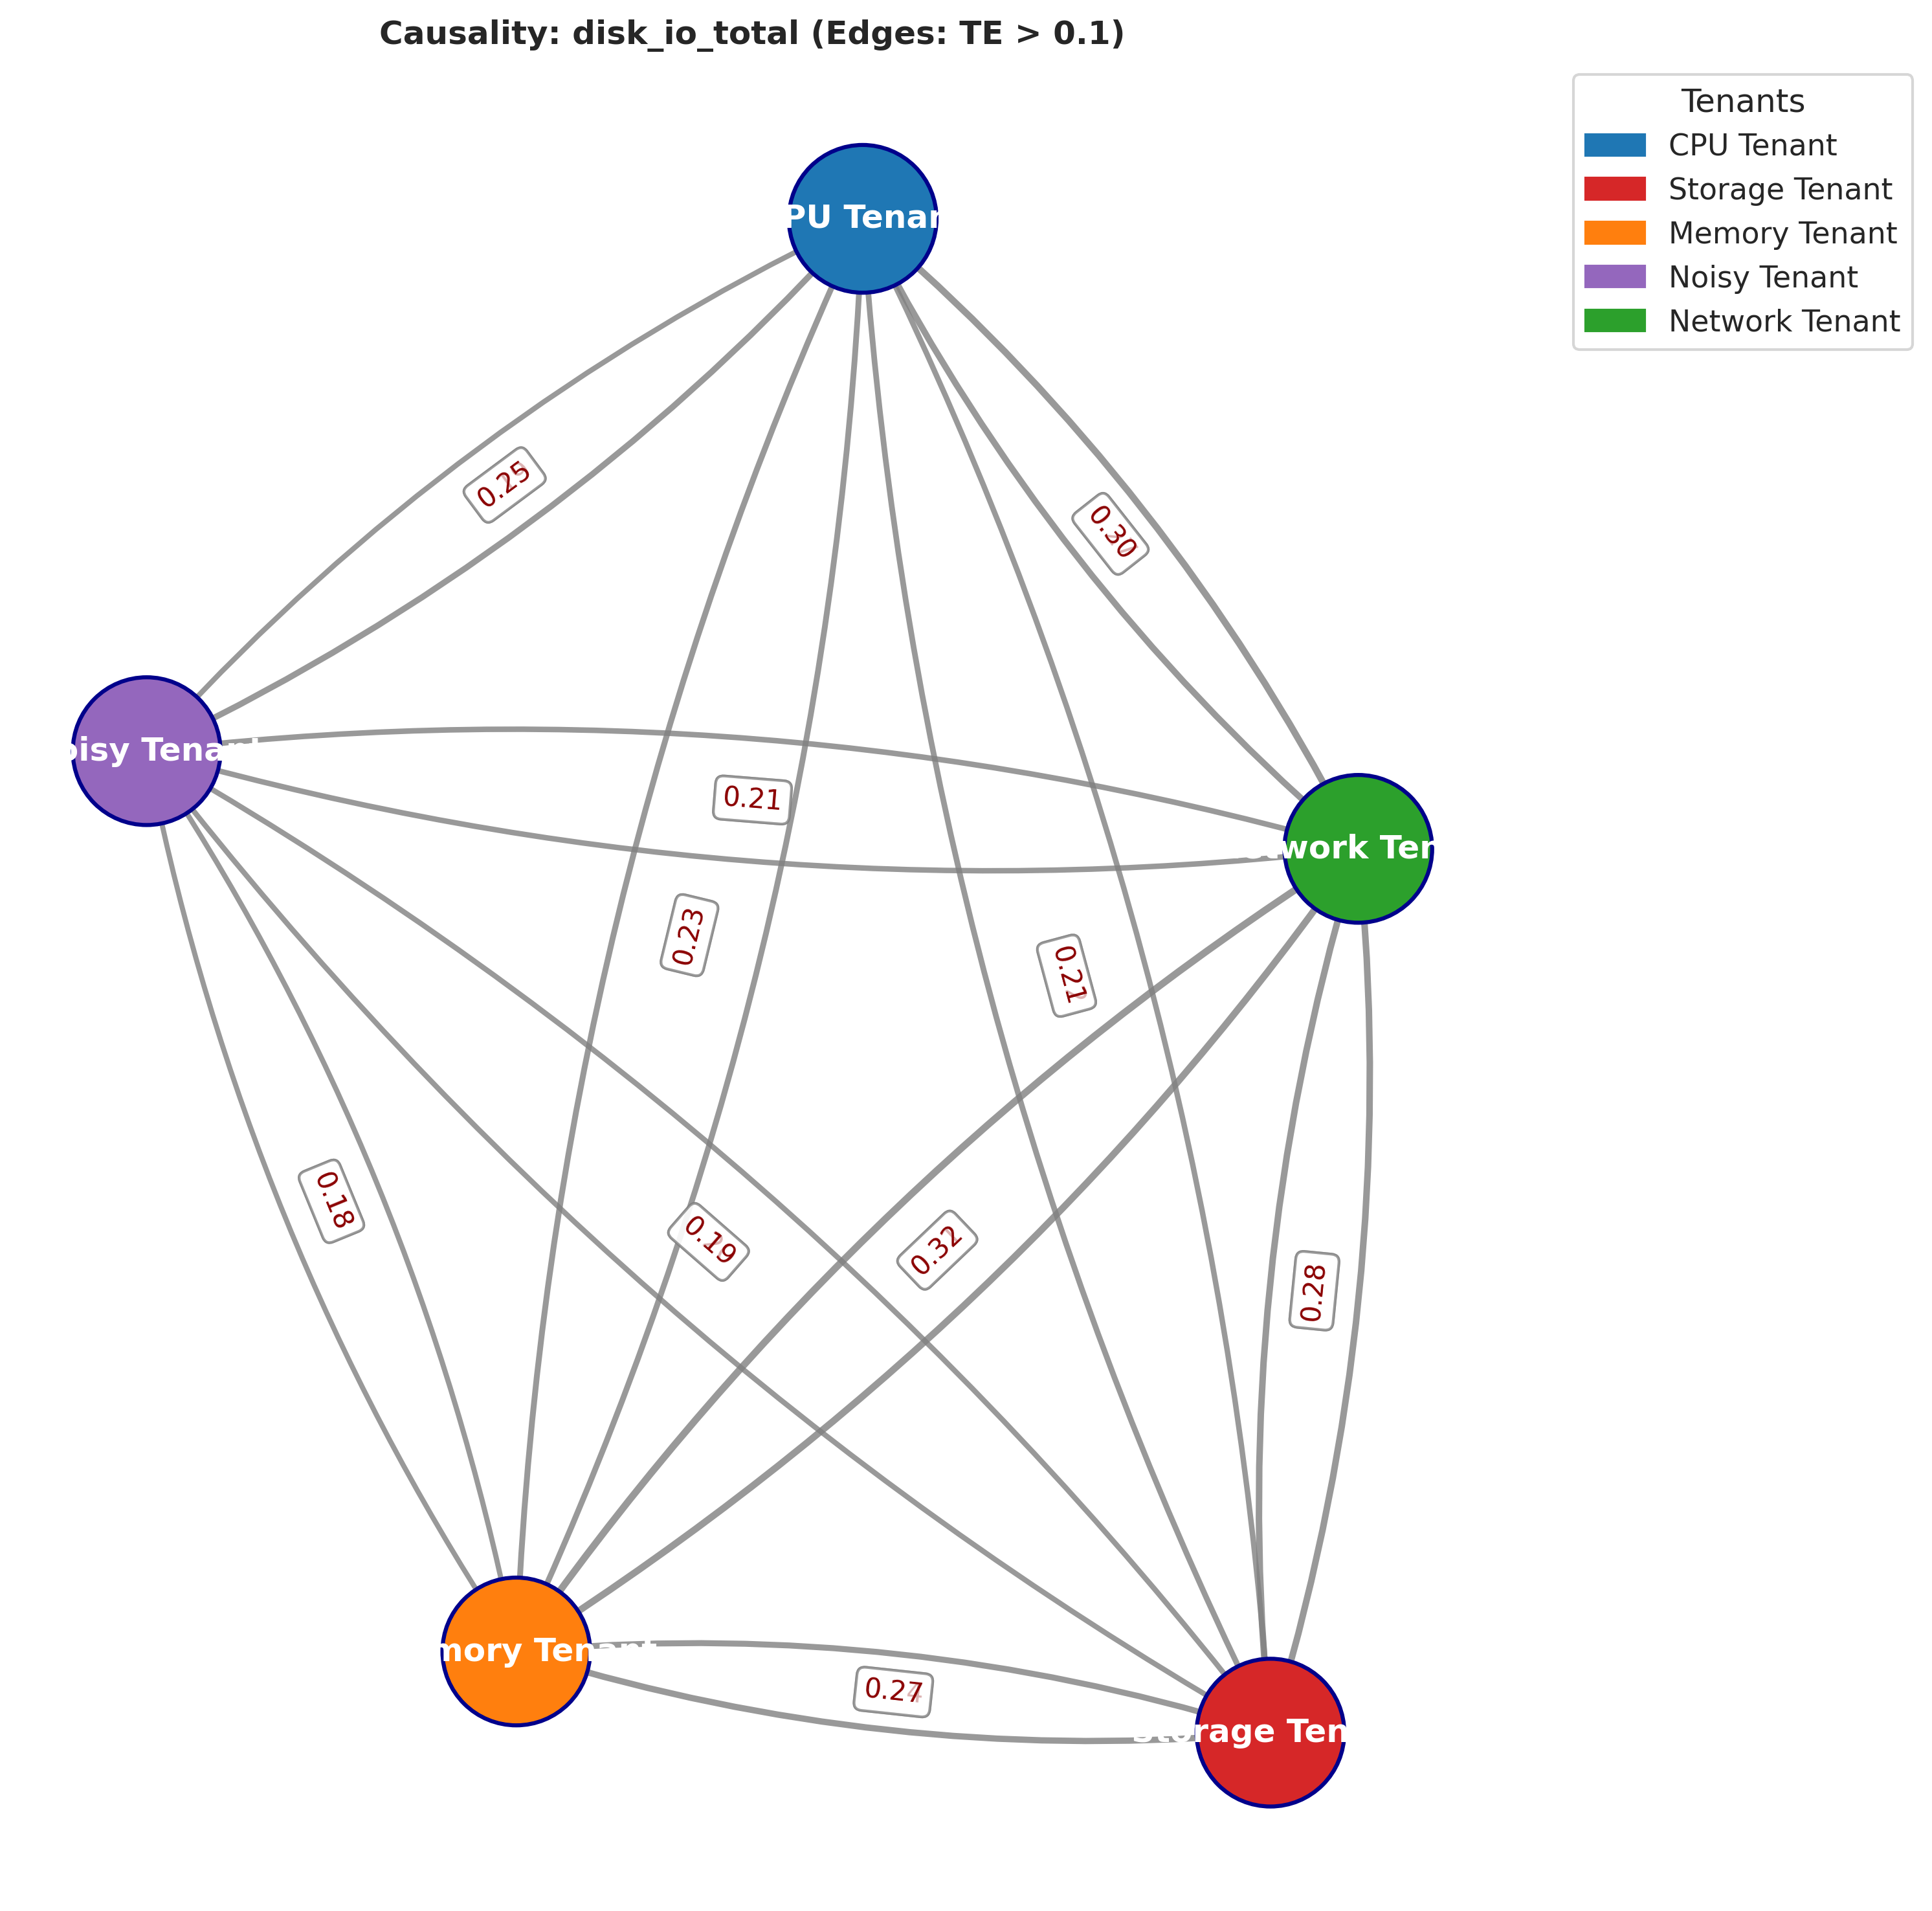 Causality: disk_io_total (Edges: TE > 0.1)
Tenants
CPU Tenant
Storage Tenant
Memory Tenant
Noisy Tenant
Network Tenant
PU Tenan
0.25
0.30
oisy Tenant
0.21
twork Ten
0.23
0.21
0.18
0.19
0.32
0.28
mory Tenant
0.27
Storage Ten